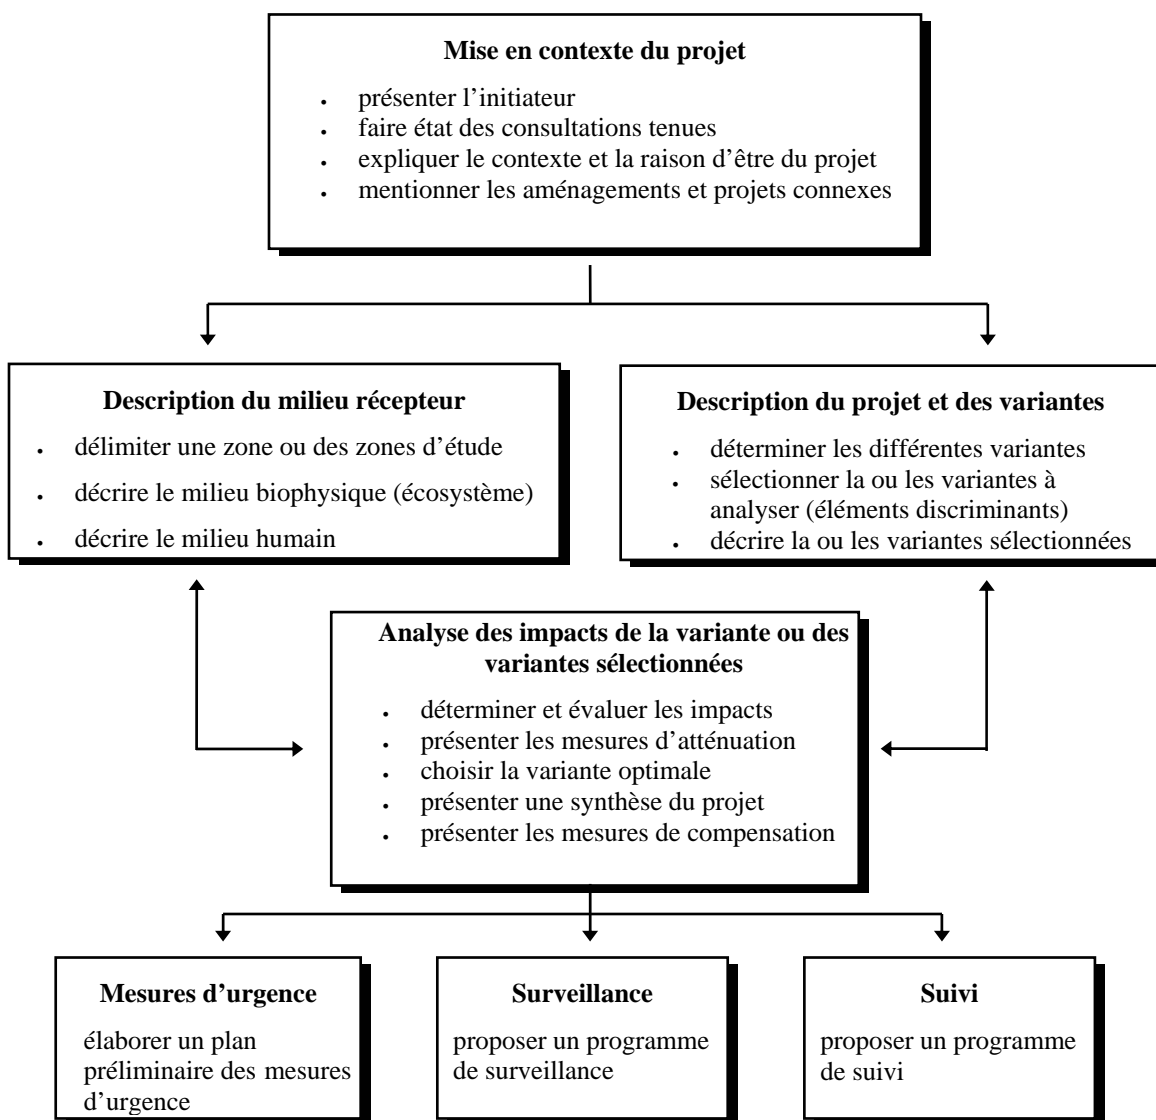 Mise en contexte du projet
• présenter l’initiateur
• faire état des consultations tenues
• expliquer le contexte et la raison d’être du projet
• mentionner les aménagements et projets connexes
Description du milieu récepteur
• délimiter une zone ou des zones d’étude
• décrire le milieu biophysique (écosystème)
• décrire le milieu humain
Description du projet et des variantes
• déterminer les différentes variantes
• sélectionner la ou les variantes à
analyser (éléments discriminants)
• décrire la ou les variantes sélectionnées
Analyse des impacts de la variante ou des
variantes sélectionnées
• déterminer et évaluer les impacts
• présenter les mesures d’atténuation
• choisir la variante optimale
• présenter une synthèse du projet
• présenter les mesures de compensation
Mesures d’urgence
élaborer un plan
préliminaire des mesures
d’urgence
Surveillance
proposer un programme
de surveillance
Suivi
proposer un programme
de suivi